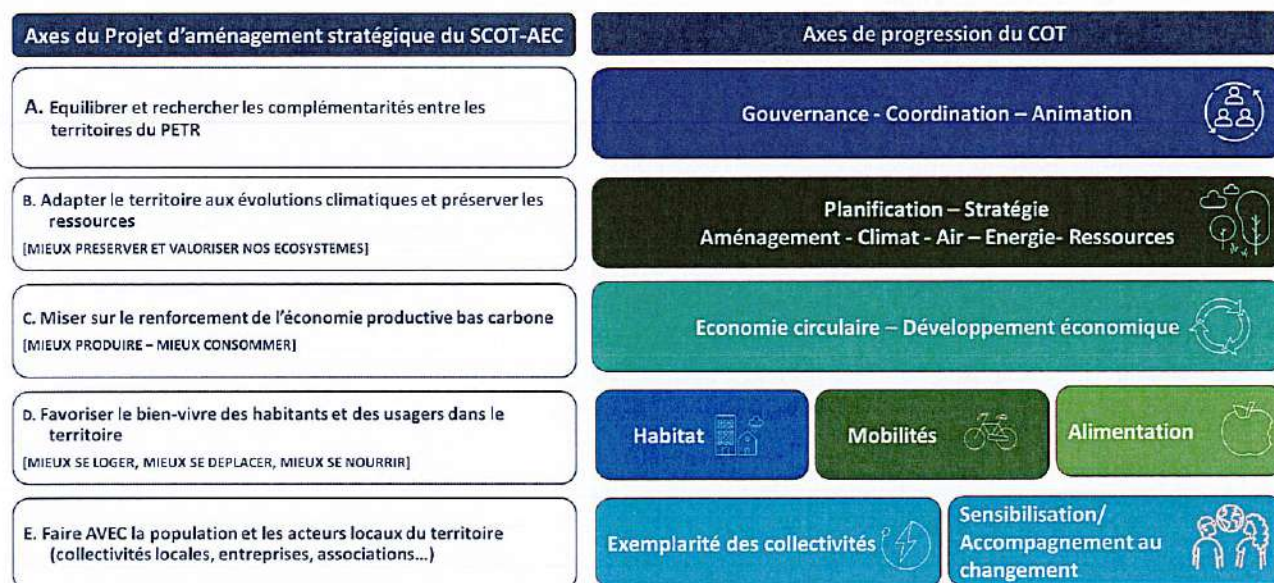 Axes du Projet d'aménagement stratégique du SCOT-AEC
Axes de progression du COT
A. Equilibrer et rechercher les complémentarités entre les
territoires du PETR
Gouvernance - Coordination – Animation
B. Adapter le territoire aux évolutions climatiques et préserver les
ressources
[MIEUX PRESERVER ET VALORISER NOS ECOSYSTEMES]
Planification – Stratégie
Aménagement - Climat - Air – Energie- Ressources
C. Miser sur le renforcement de l'économie productive bas carbone
[MIEUX PRODUIRE – MIEUX CONSOMMER]
Economie circulaire – Développement économique
D. Favoriser le bien-vivre des habitants et des usagers dans le
territoire
[MIEUX SE LOGER, MIEUX SE DEPLACER, MIEUX SE NOURRIR]
Habitat
Mobilités
Alimentation
E. Faire AVEC la population et les acteurs locaux du territoire
(collectivités locales, entreprises, associations...)
Exemplarité des collectivités
Sensibilisation/
Accompagnement au
changement